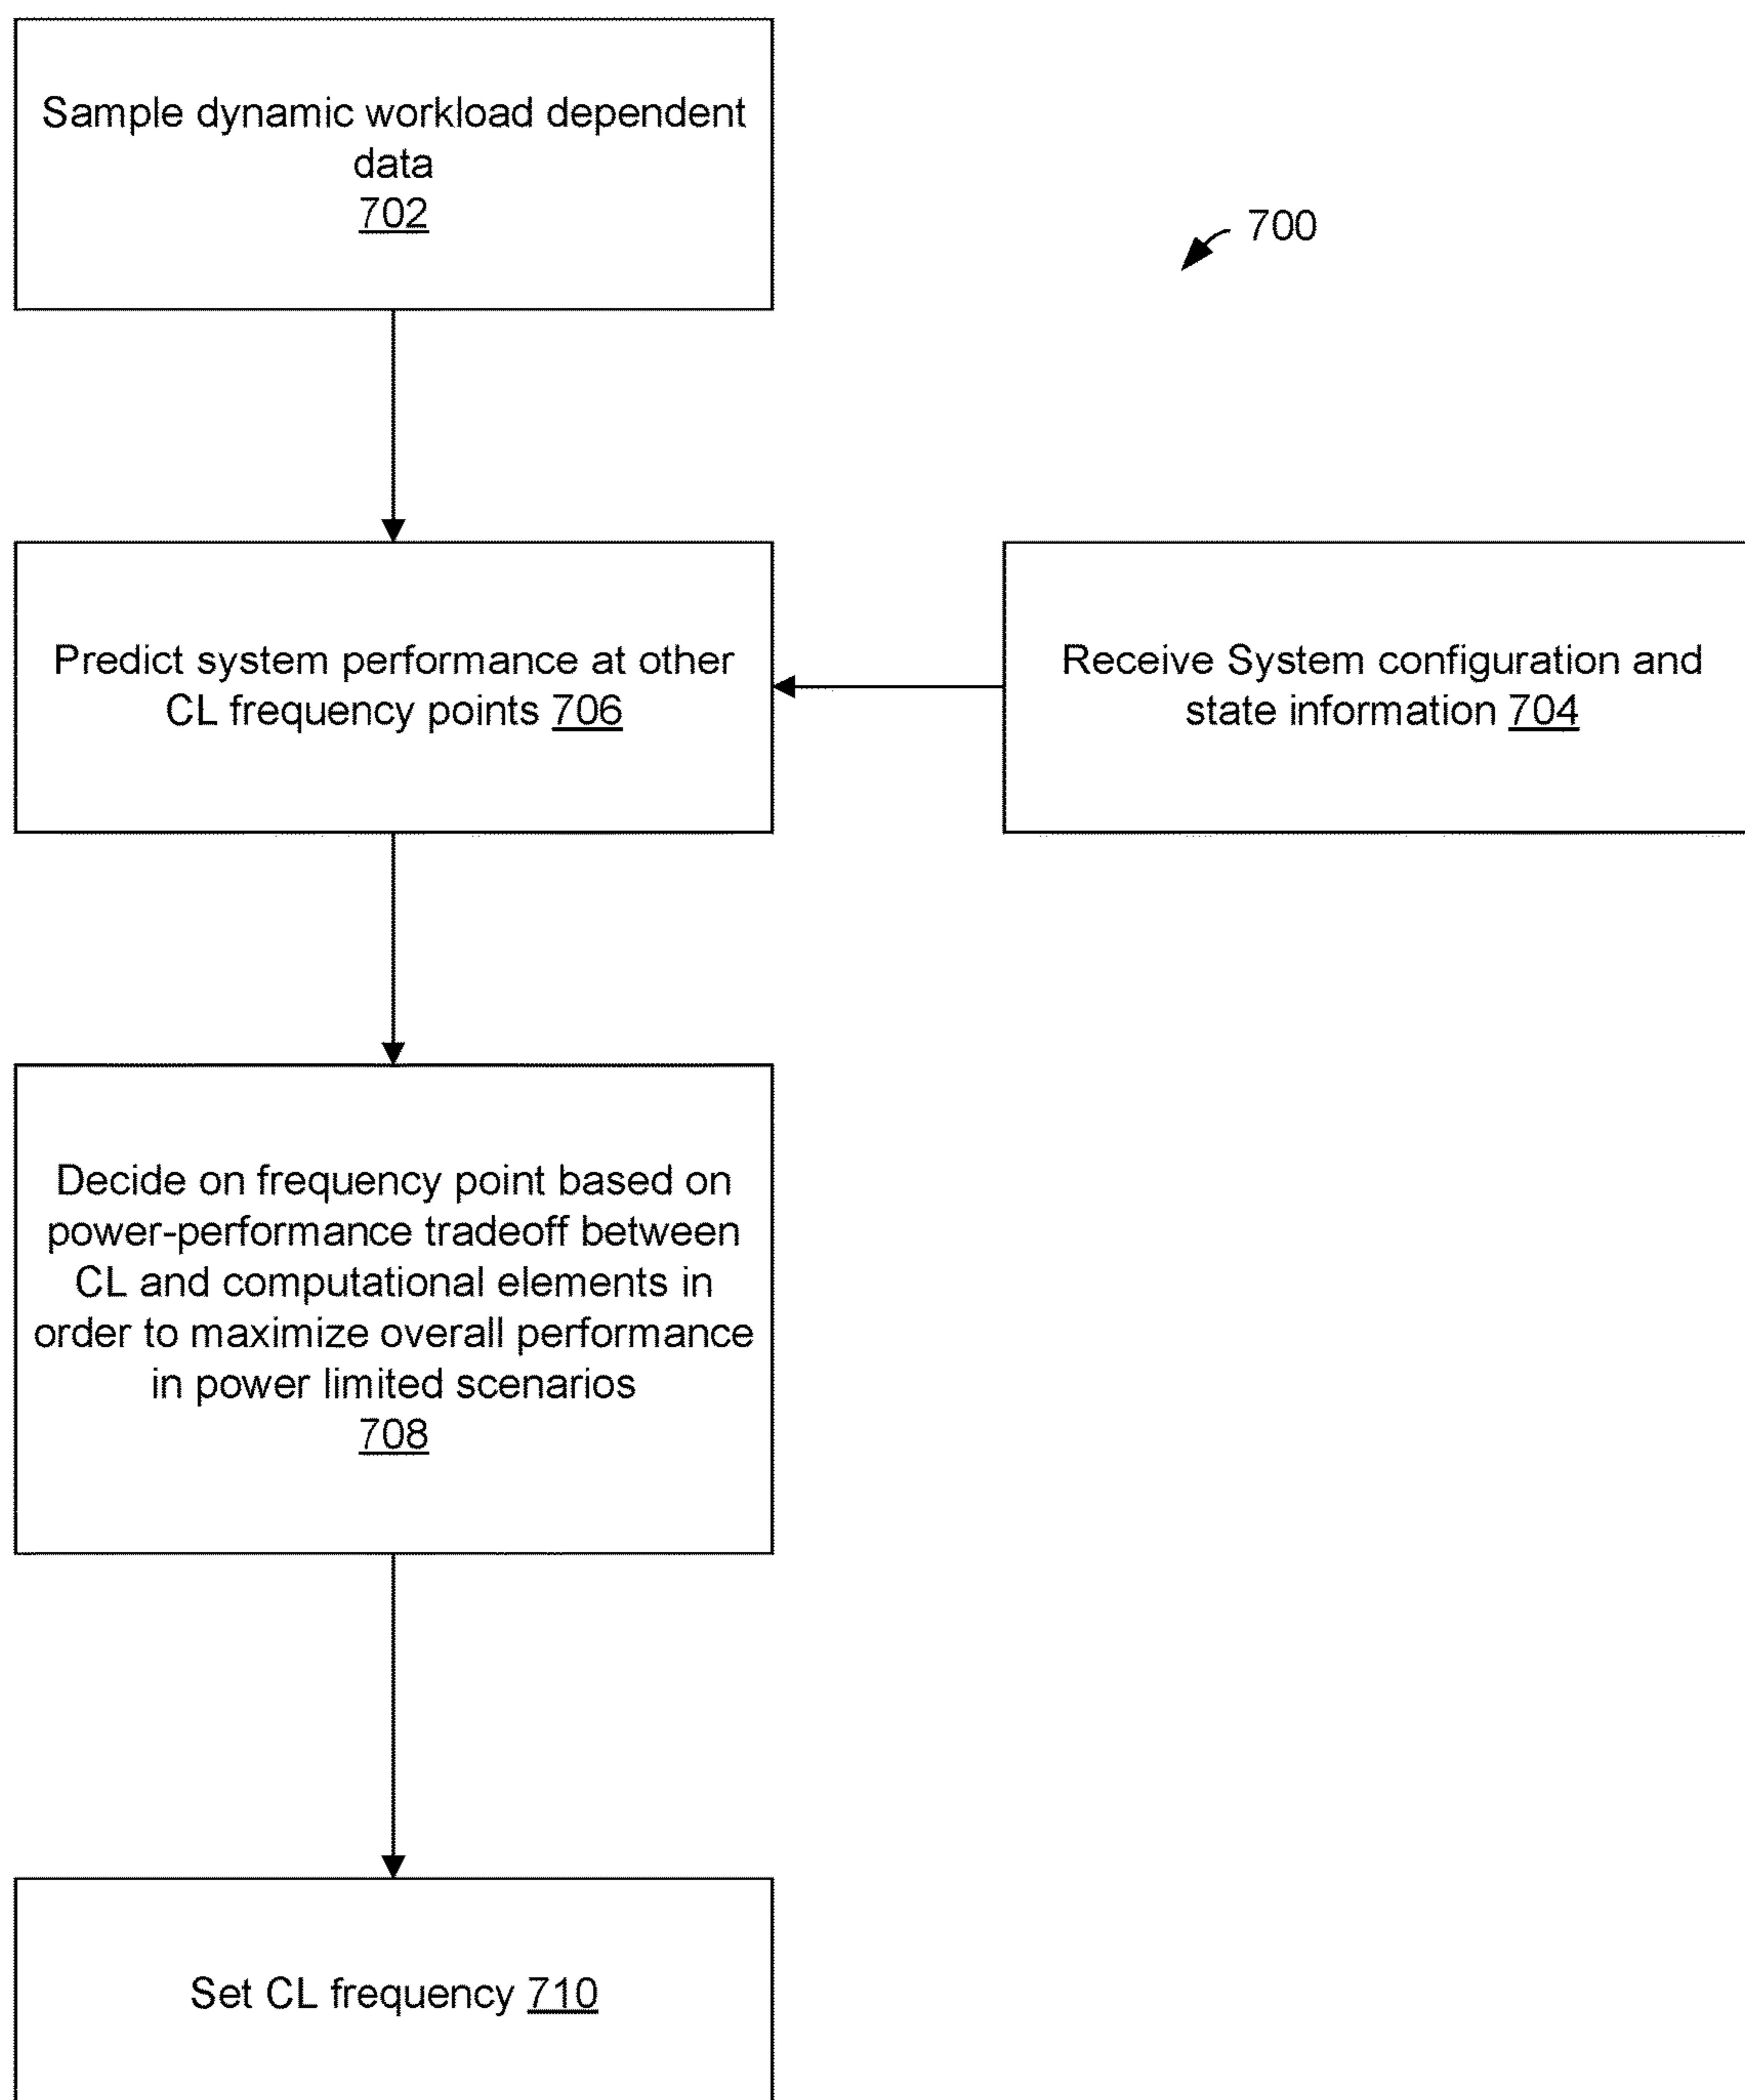 Sample dynamic workload dependent
data
702
700
Predict system performance at other
CL frequency points 706
Receive System configuration and
state information 704
Decide on frequency point based on
power-performance tradeoff between
CL and computational elements in
order to maximize overall performance
in power limited scenarios
708
Set CL frequency 710